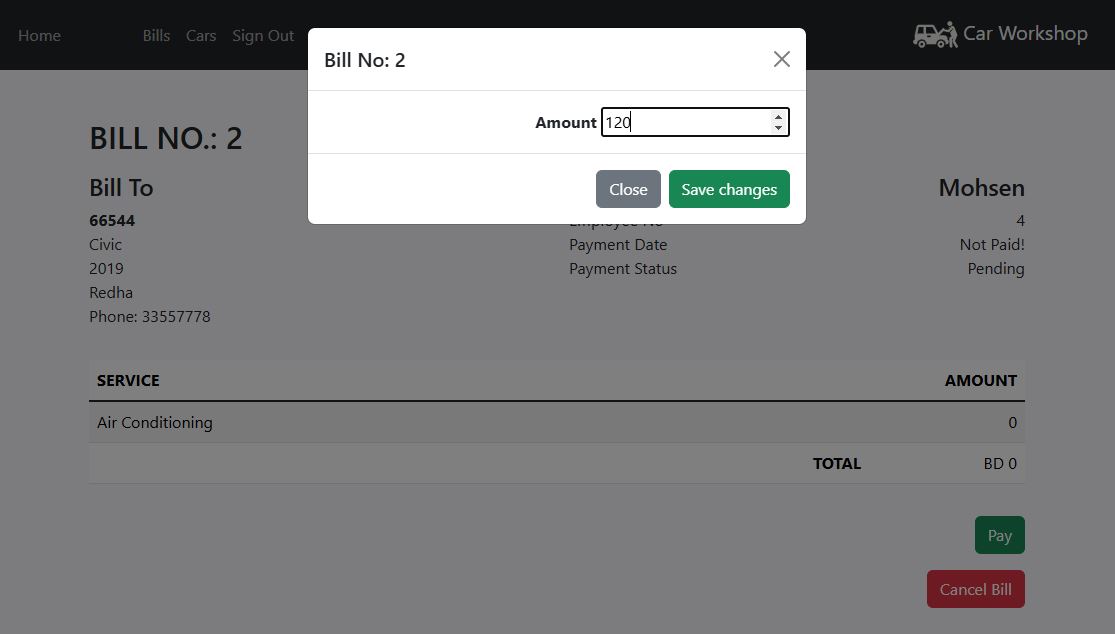 Home Bills Cars Sign Out Car Workshop
Bill No: 2
Amount 120
Close Save changes
BILL NO.: 2
Bill To
66544
Civic
2019
Redha
Phone: 33557778
Mohsen
Employee No 4
Payment Date Not Paid!
Payment Status Pending
SERVICE AMOUNT
Air Conditioning 0
TOTAL BD 0
Pay
Cancel Bill